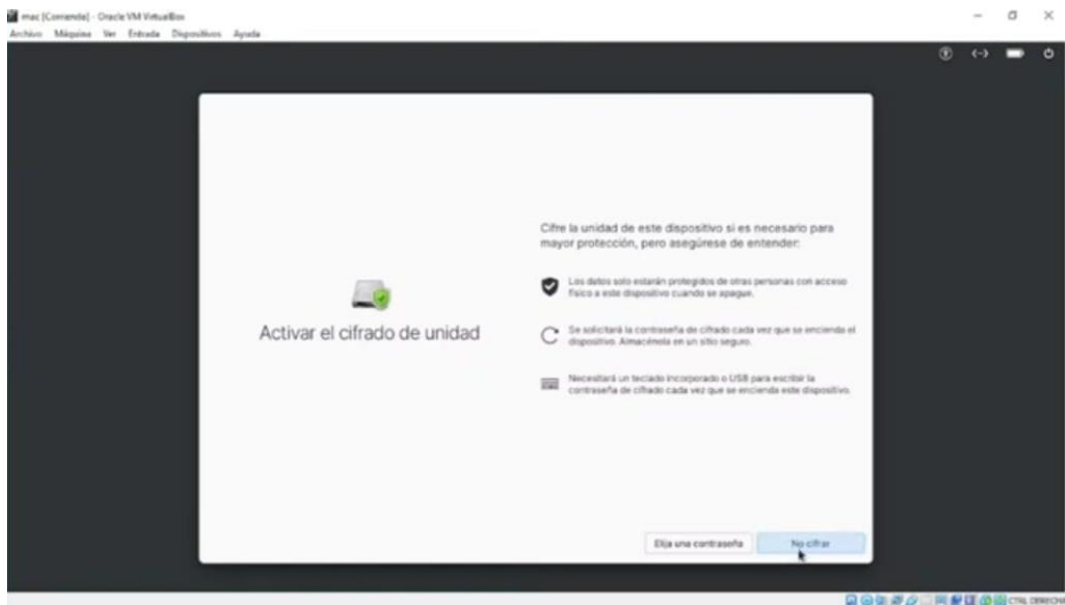 mac [Corriendo] - Oracle VM VirtualBox
Archivo Máquina Ver Entrada Dispositivos Ayuda
Activar el cifrado de unidad
Cifre la unidad de este dispositivo si es necesario para
mayor protección, pero asegúrese de entender:
Los datos solo estarán protegidos de otras personas con acceso
físico a este dispositivo cuando se apague.
Se solicitará la contraseña de cifrado cada vez que se encienda el
dispositivo. Almacénela en un sitio seguro.
Necesitará un teclado incorporado o USB para escribir la
contraseña de cifrado cada vez que se encienda este dispositivo.
Elija una contraseña
No cifrar
CTRL DERECHA